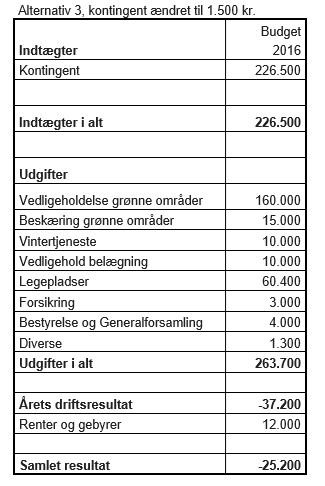 Alternativ 3, kontingent ændret til 1.500 kr.
Budget
Indtægter 2016
Kontingent 226.500
Indtægter i alt 226.500
Udgifter
Vedligeholdelse grønne områder 160.000
Beskæring grønne områder 15.000
Vintertjeneste 10.000
Vedligehold belægning 10.000
Legepladser 60.400
Forsikring 3.000
Bestyrelse og Generalforsamling 4.000
Diverse 1.300
Udgifter i alt 263.700
Årets driftsresultat -37.200
Renter og gebyrer 12.000
Samlet resultat -25.200